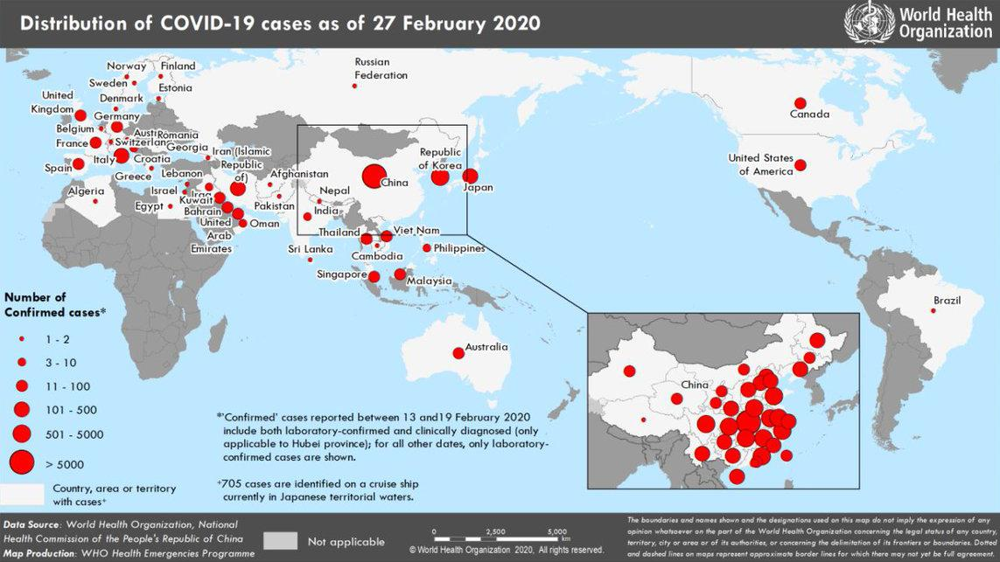 Distribution of COVID-19 cases as of 27 February 2020
World Health
Organization
Norway
Finland
Sweden
Estonia
Russian
Federation
United
Kingdom
Denmark
Germany
Belgium
Austri
Romania
France
Switzerland
Georgia
Italy
Croatia
Spain
Greece
Iran (Islamic
Republic
of)
Lebanon
Afghanistan
Algeria
Israel
Iraq
Nepal
Egypt
Kuwait
Pakistan
India
Bahrain
United
Arab
Emirates
Oman
China
Republic
of Korea
Japan
Thailand
Viet Nam
Sri Lanka
Cambodia
Philippines
Singapore
Malaysia
Australia
Canada
United States
of America
Brazil
China
Number of
Confirmed cases*
1 - 2
3 - 10
11 - 100
101 - 500
501 - 5000
> 5000
Country, area or territory
with cases⁺
*'Confirmed' cases reported between 13 and19 February 2020
include both laboratory-confirmed and clinically diagnosed (only
applicable to Hubei province); for all other dates, only laboratory-
confirmed cases are shown.
⁺705 cases are identified on a cruise ship
currently in Japanese territorial waters.
Data Source: World Health Organization, National
Health Commission of the People's Republic of China
Map Production: WHO Health Emergencies Programme
Not applicable
0 2,500 5,000
km
© World Health Organization 2020, All rights reserved.
The boundaries and names shown and the designations used on this map do not imply the expression of any
opinion whatsoever on the part of the World Health Organization concerning the legal status of any country,
territory, city or area or of its authorities, or concerning the delimitation of its frontiers or boundaries. Dotted
and dashed lines on maps represent approximate border lines for which there may not yet be full agreement.